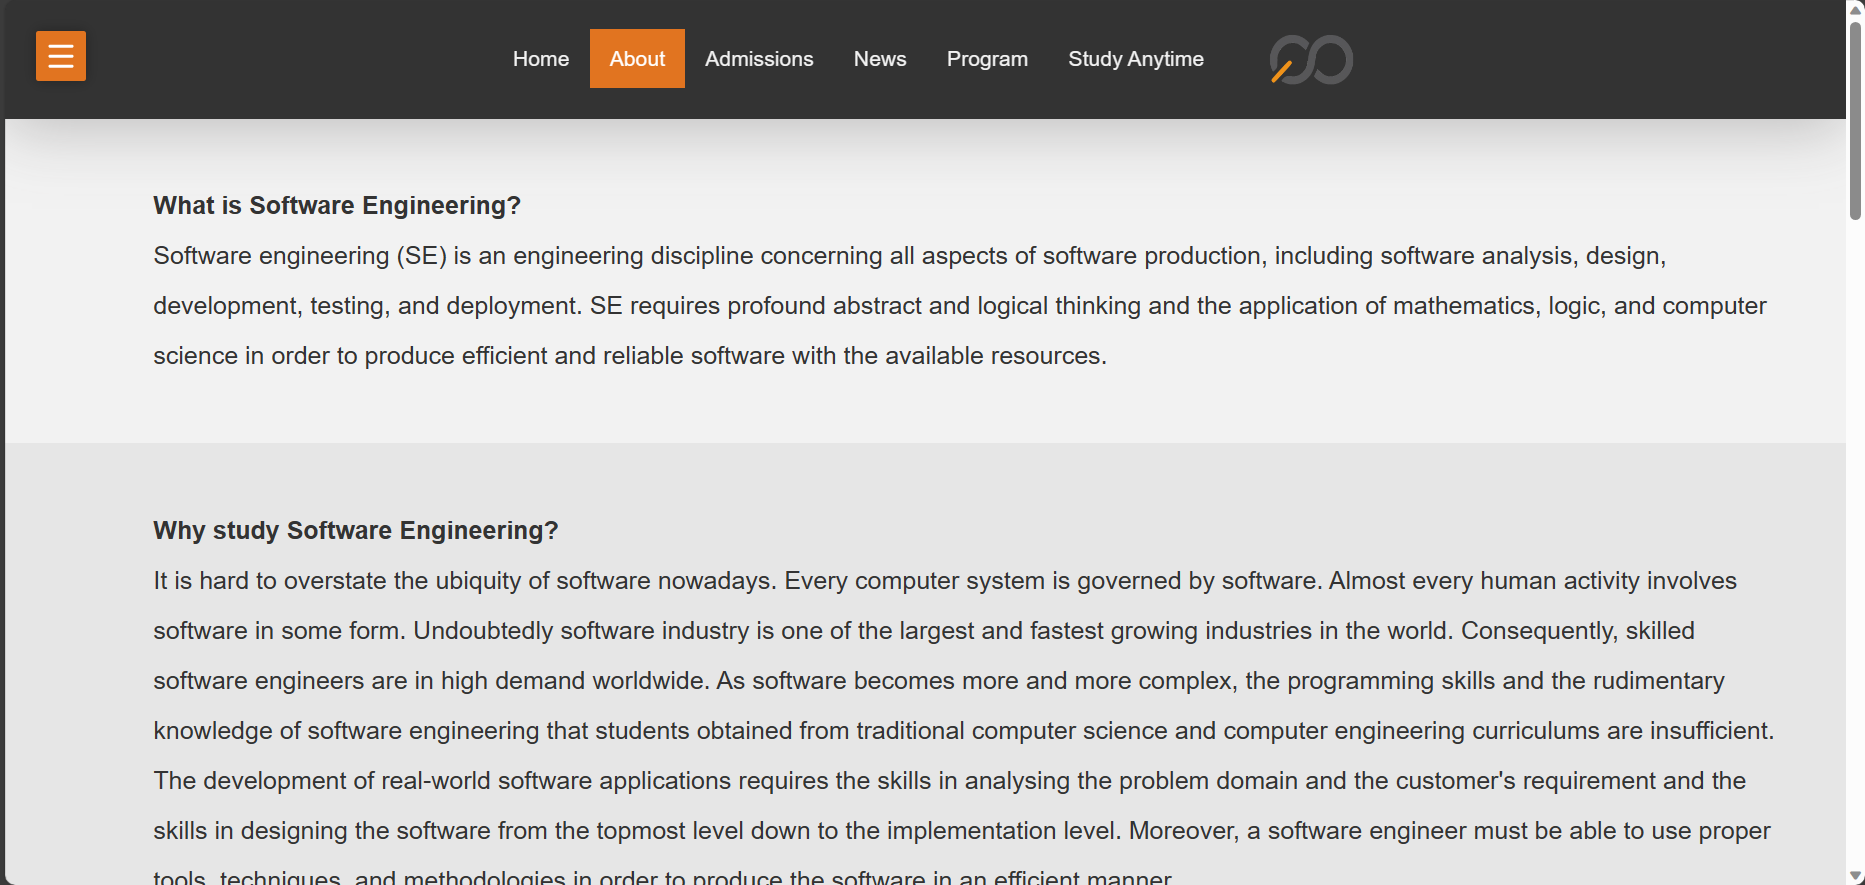 Home About Admissions News Program Study Anytime
What is Software Engineering?
Software engineering (SE) is an engineering discipline concerning all aspects of software production, including software analysis, design,
development, testing, and deployment. SE requires profound abstract and logical thinking and the application of mathematics, logic, and computer
science in order to produce efficient and reliable software with the available resources.
Why study Software Engineering?
It is hard to overstate the ubiquity of software nowadays. Every computer system is governed by software. Almost every human activity involves
software in some form. Undoubtedly software industry is one of the largest and fastest growing industries in the world. Consequently, skilled
software engineers are in high demand worldwide. As software becomes more and more complex, the programming skills and the rudimentary
knowledge of software engineering that students obtained from traditional computer science and computer engineering curriculums are insufficient.
The development of real-world software applications requires the skills in analysing the problem domain and the customer's requirement and the
skills in designing the software from the topmost level down to the implementation level. Moreover, a software engineer must be able to use proper
tools, techniques, and methodologies in order to produce the software in an efficient manner.